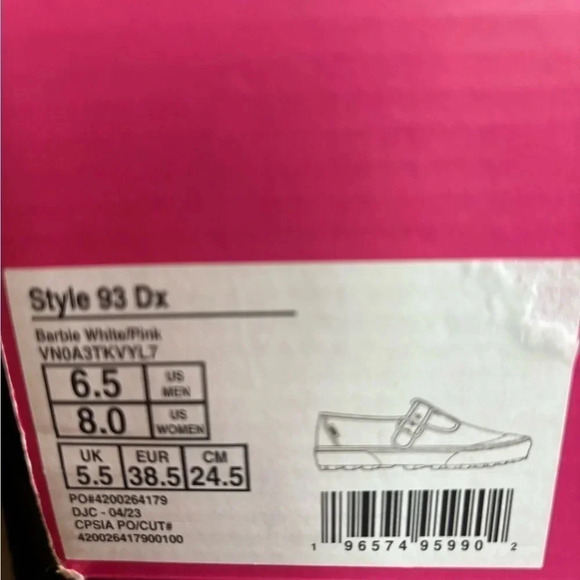 Style 93 Dx
Barbie White/Pink
VN0A3TKVYL7
6.5 US MEN
8.0 US WOMEN
UK EUR CM
5.5 38.5 24.5
PO#4200264179
DJC - 04/23
CPSIA PO/CUT#
420026417900100
1 96574 95990 2